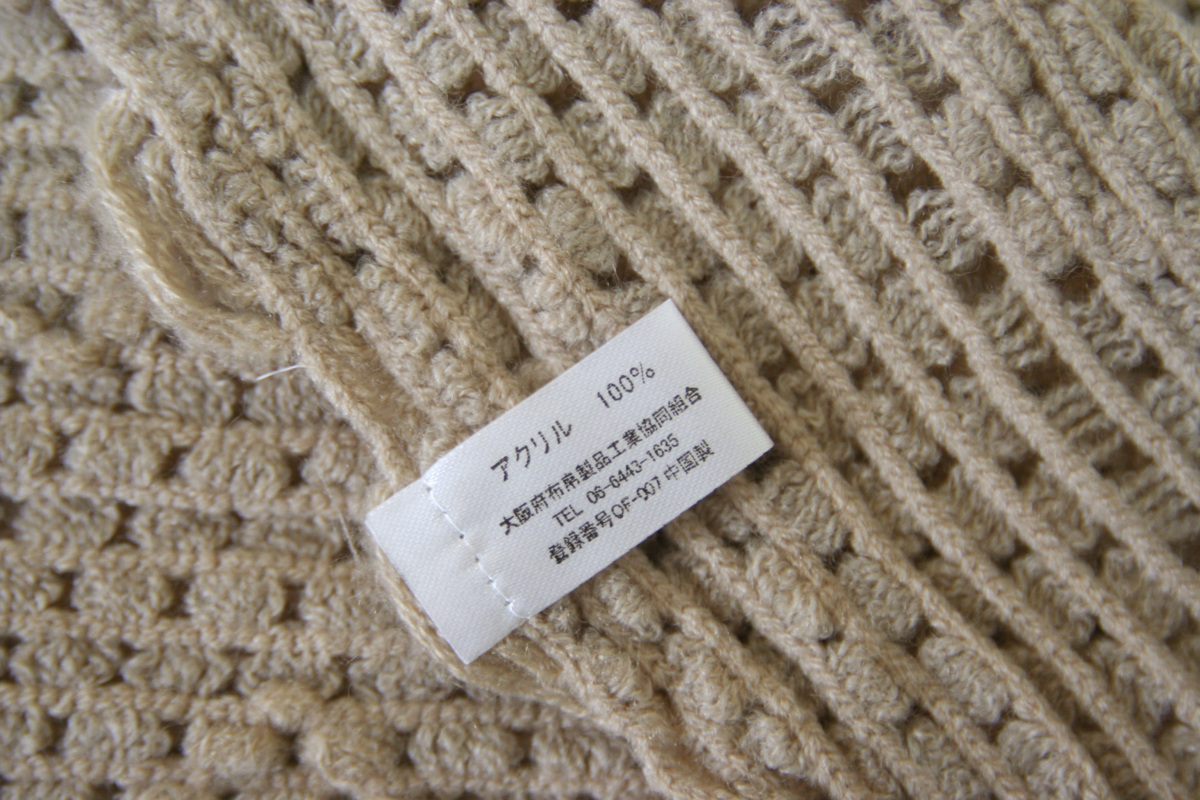 アクリル 100%
大阪府布帛製品工業協同組合
TEL 06-6443-1635
登録番号OF-007 中国製